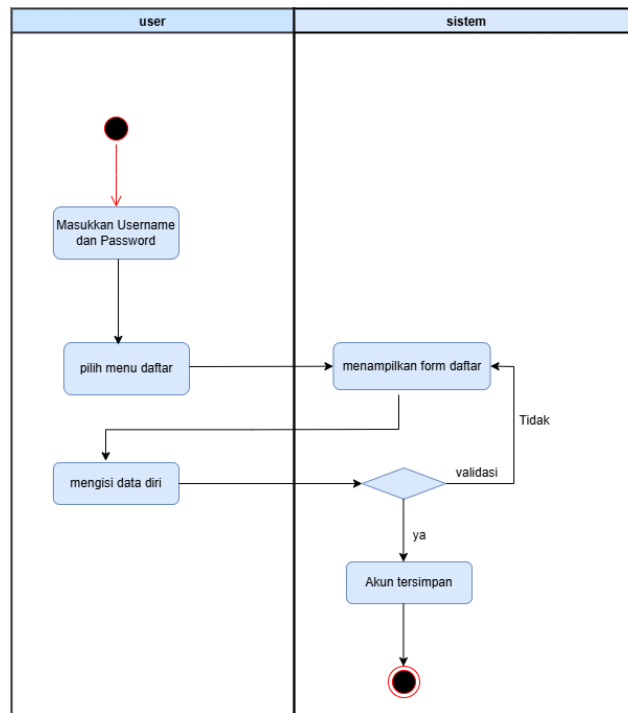 user
sistem
Masukkan Username
dan Password
pilih menu daftar
menampilkan form daftar
Tidak
mengisi data diri
validasi
ya
Akun tersimpan